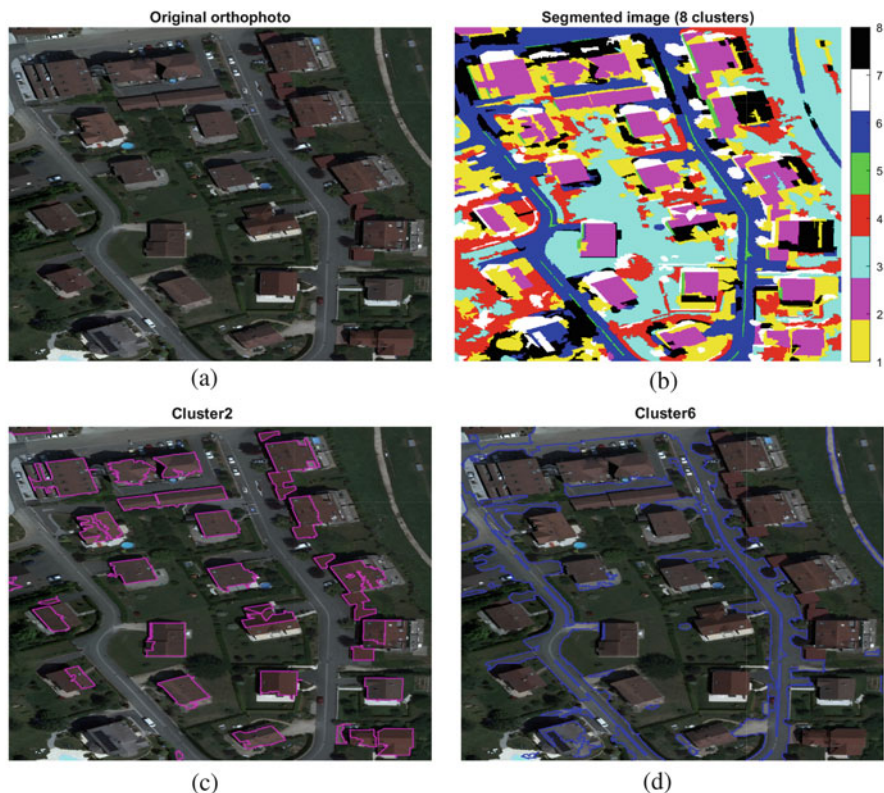 Original orthophoto
Segmented image (8 clusters)
8
7
6
5
4
3
2
1
(a)
(b)
Cluster2
Cluster6
(c)
(d)